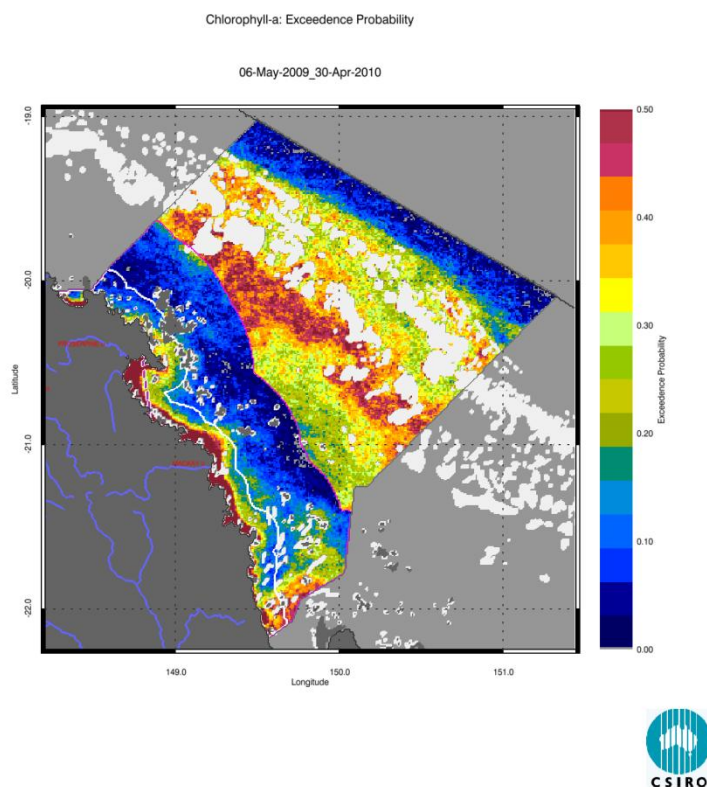 Chlorophyll-a: Exceedence Probability
06-May-2009_30-Apr-2010
-19.0
-20.0
-21.0
-22.0
Latitude
149.0
150.0
151.0
Longitude
0.50
0.40
0.30
0.20
0.10
0.00
Exceedence Probability
CSIRO